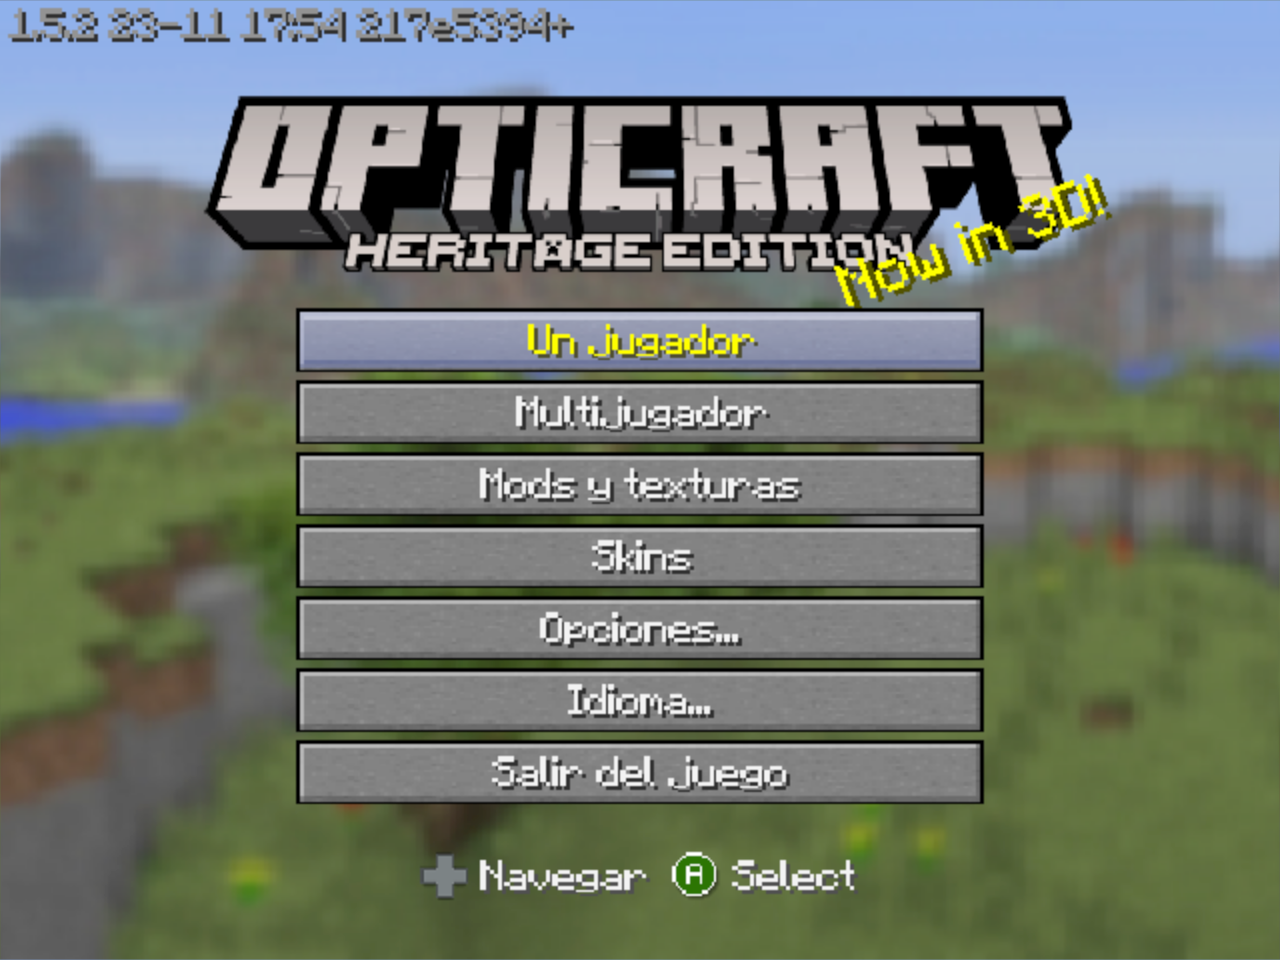 1.5.2 23-11 17:54 217e5394+
OPTICRAFT
HERITAGE EDITION
Now in 3D!
Un jugador
Multijugador
Mods y texturas
Skins
Opciones...
Idioma...
Salir del juego
Navegar A Select